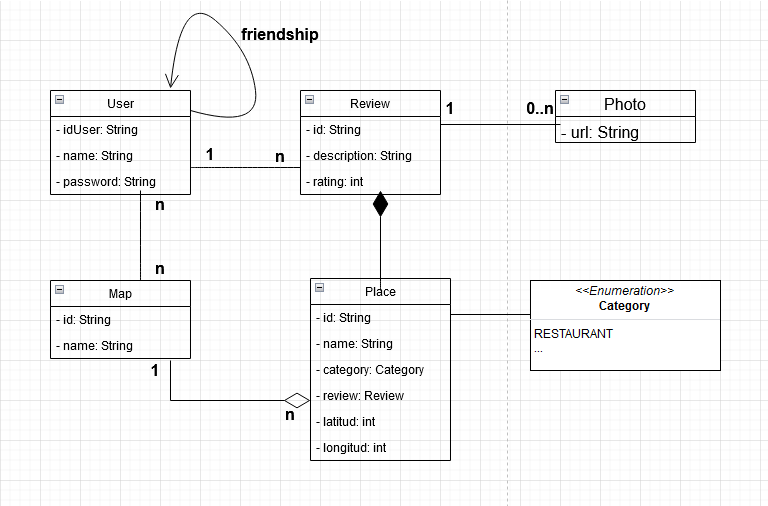 friendship
User
- idUser: String
- name: String
- password: String
Review
- id: String
- description: String
- rating: int
1
0..n
Photo
- url: String
1
n
n
n
Map
- id: String
- name: String
1
n
Place
- id: String
- name: String
- category: Category
- review: Review
- latitud: int
- longitud: int
<<Enumeration>>
Category
RESTAURANT
...